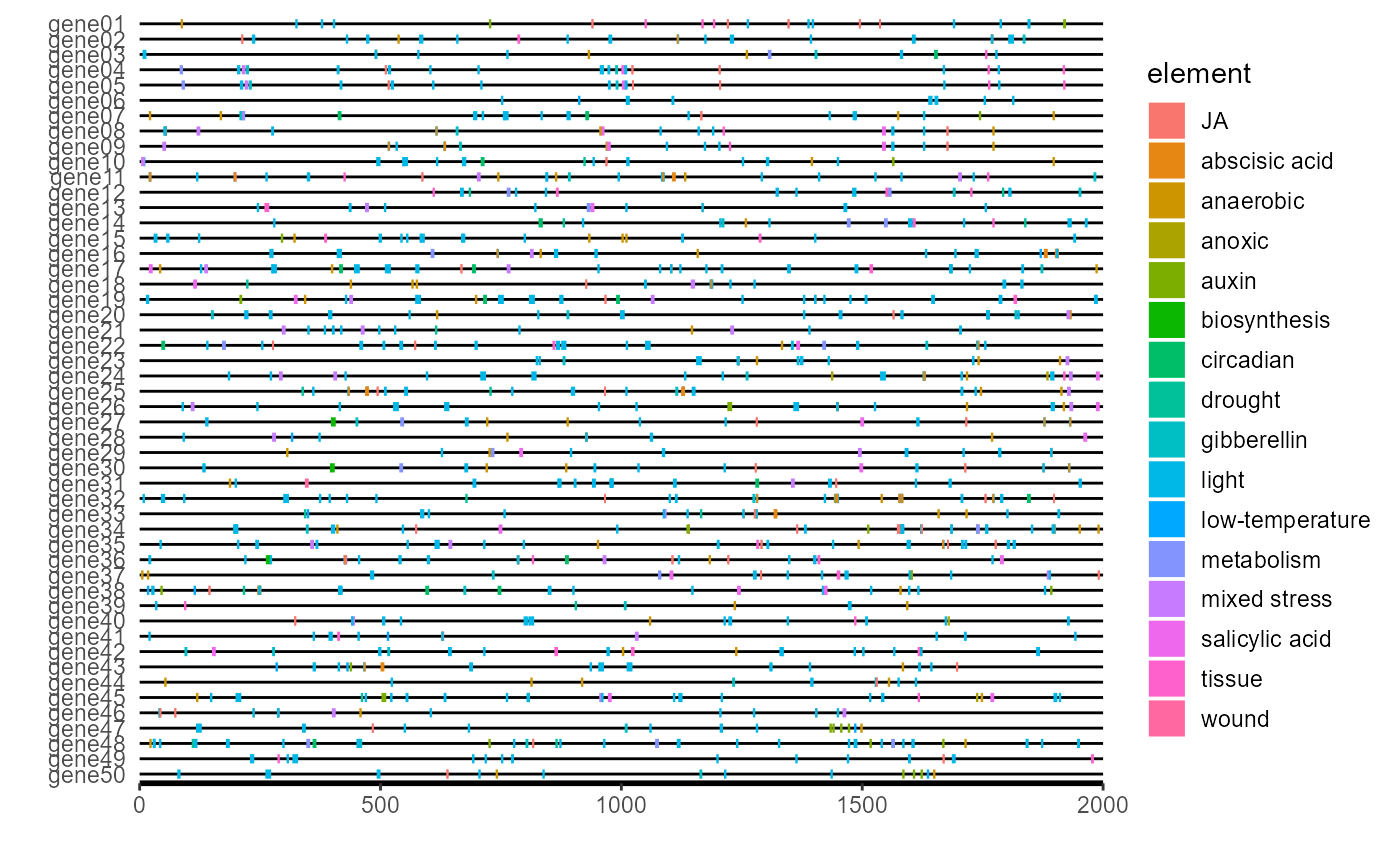 gene01
gene02
gene03
gene04
gene05
gene06
gene07
gene08
gene09
gene10
gene11
gene12
gene13
gene14
gene15
gene16
gene17
gene18
gene19
gene20
gene21
gene22
gene23
gene24
gene25
gene26
gene27
gene28
gene29
gene30
gene31
gene32
gene33
gene34
gene35
gene36
gene37
gene38
gene39
gene40
gene41
gene42
gene43
gene44
gene45
gene46
gene47
gene48
gene49
gene50
0 500 1000 1500 2000
element
JA
abscisic acid
anaerobic
anoxic
auxin
biosynthesis
circadian
drought
gibberellin
light
low-temperature
metabolism
mixed stress
salicylic acid
tissue
wound